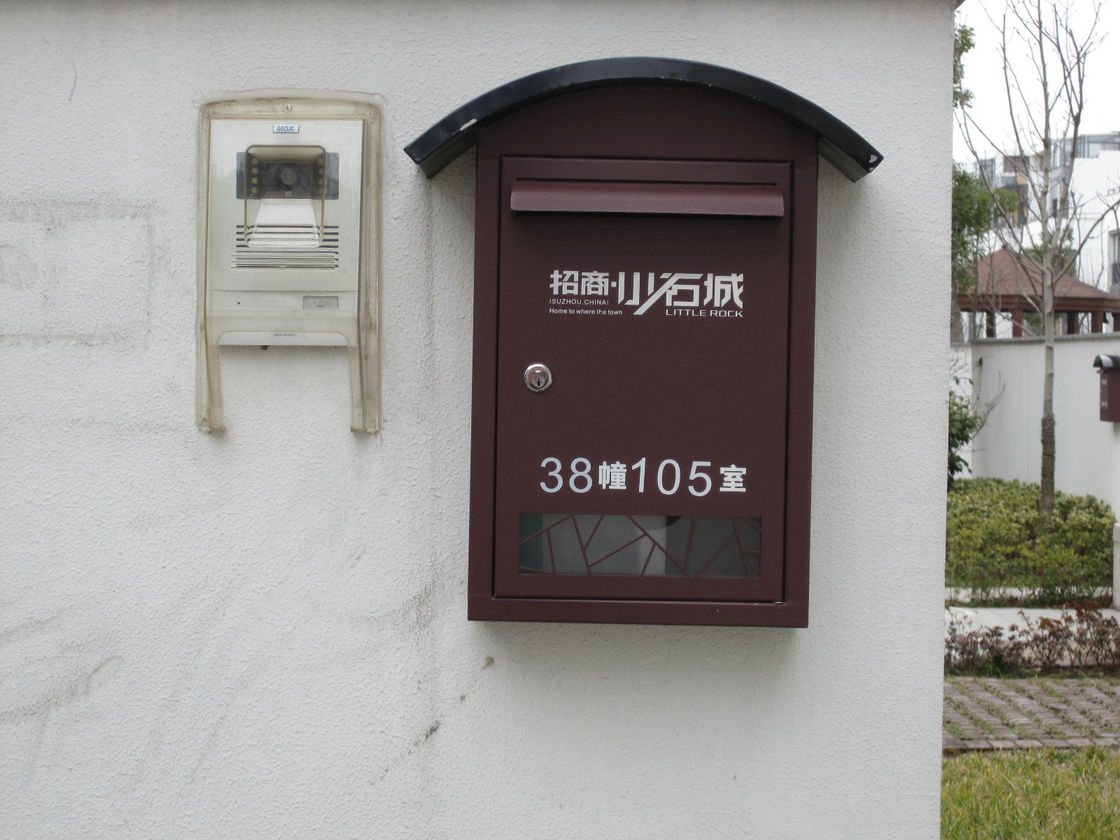 MOX
招商·小石城
!SUZHOU.CHINA!
Home to where the town
LITTLE ROCK
38幢105室